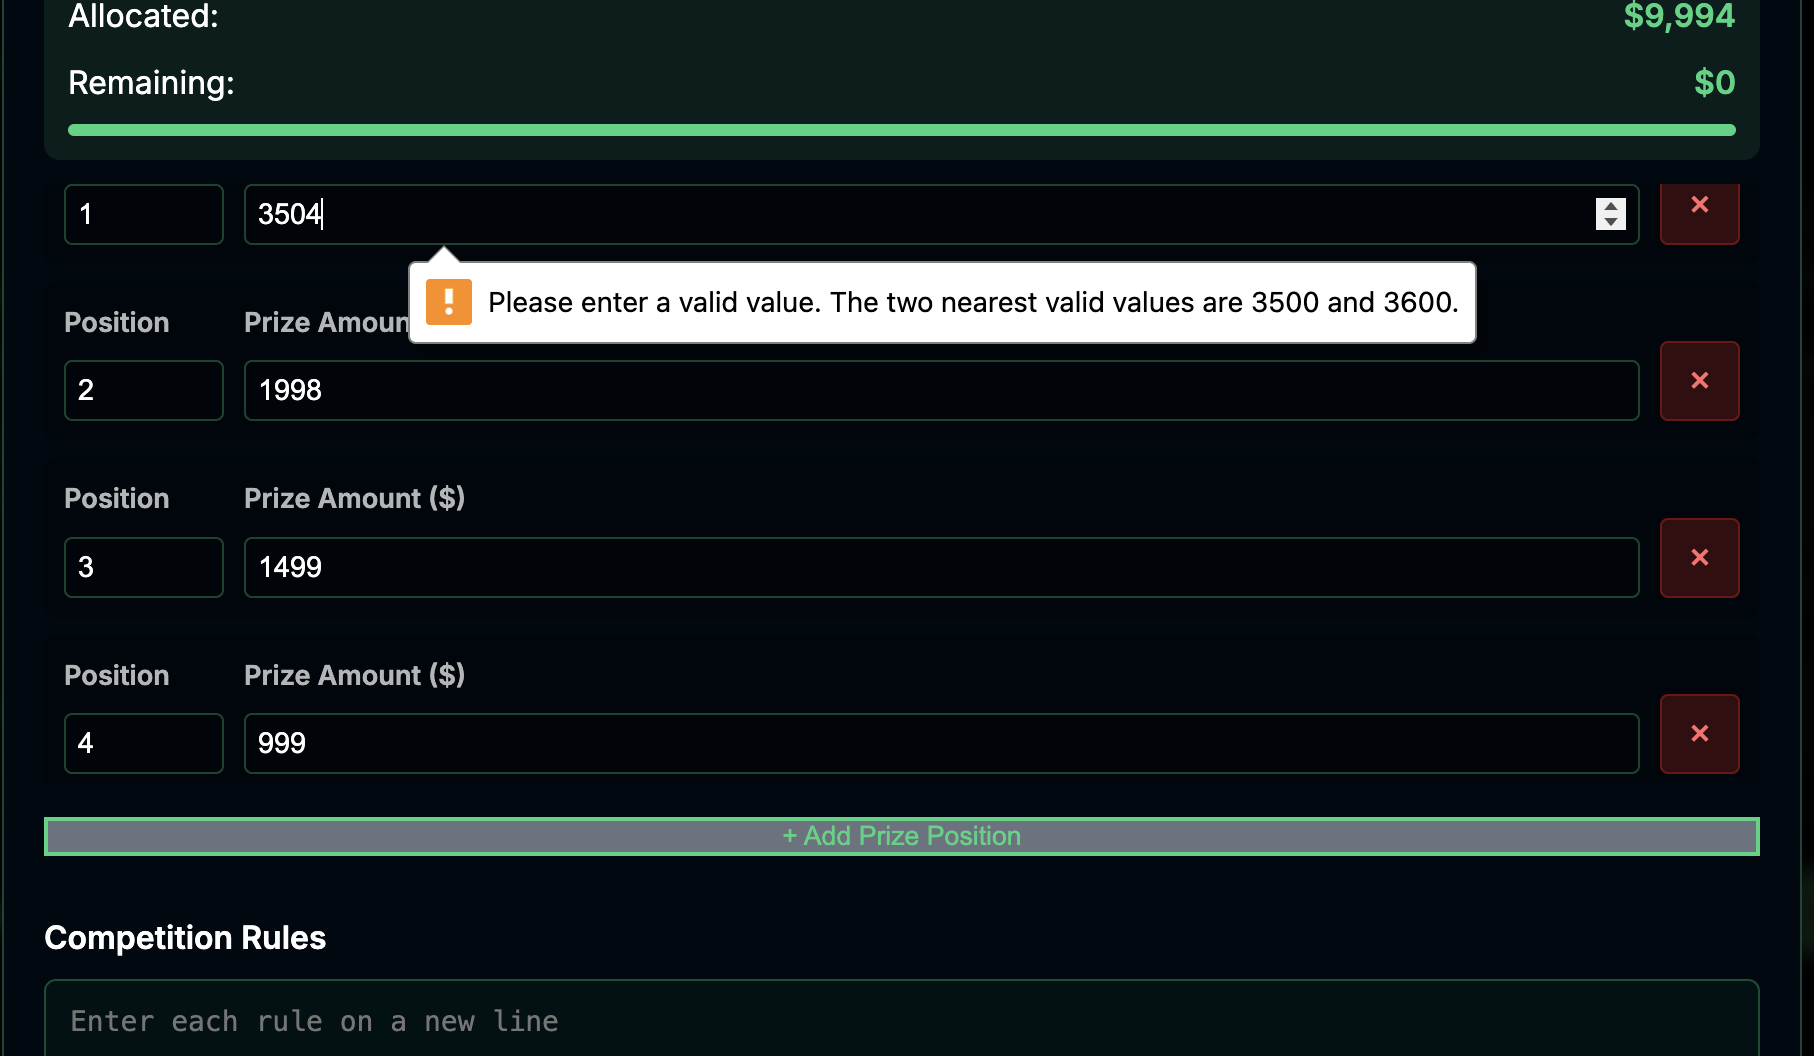 Allocated: $9,994
Remaining: $0
1 3504 ×
Please enter a valid value. The two nearest valid values are 3500 and 3600.
Position Prize Amoun
2 1998 ×
Position Prize Amount ($)
3 1499 ×
Position Prize Amount ($)
4 999 ×
+ Add Prize Position
Competition Rules
Enter each rule on a new line